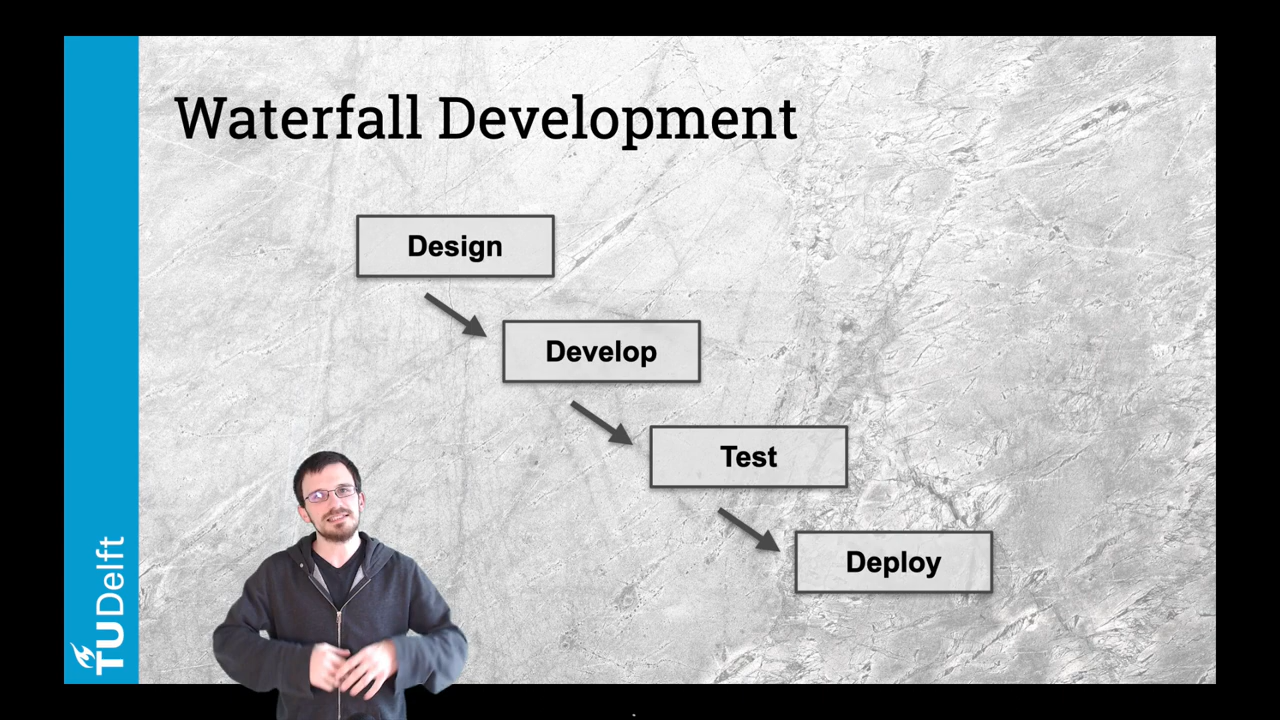 Waterfall Development
Design
Develop
Test
Deploy
TUDelft